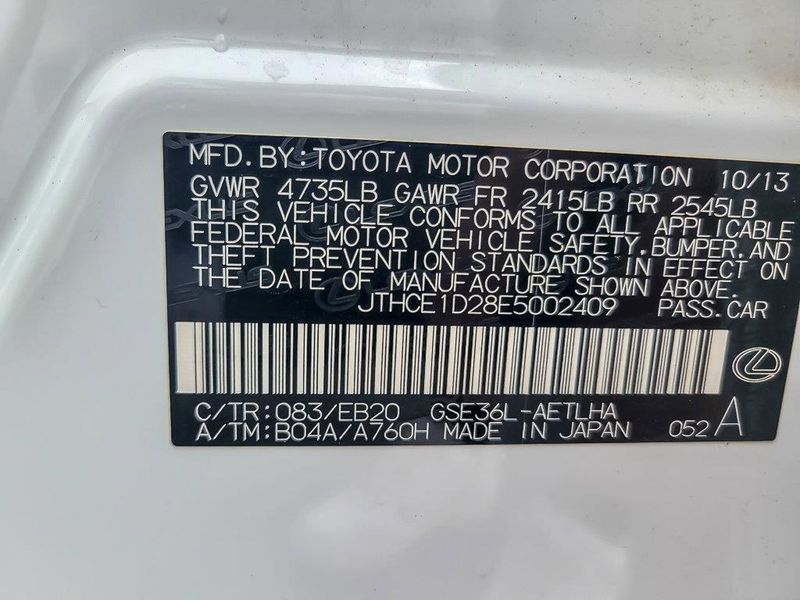 MFD. BY: TOYOTA MOTOR CORPORATION 10/13
GVWR 4735LB GAWR FR 2415LB RR 2545LB
THIS VEHICLE CONFORMS TO ALL APPLICABLE
FEDERAL MOTOR VEHICLE SAFETY, BUMPER, AND
THEFT PREVENTION STANDARDS IN EFFECT ON
THE DATE OF MANUFACTURE SHOWN ABOVE.
JTHCE1D28E5002409 PASS. CAR
C/TR: 083/EB20 GSE36L-AETLHA
A/TM: B04A/A760H MADE IN JAPAN 052 A